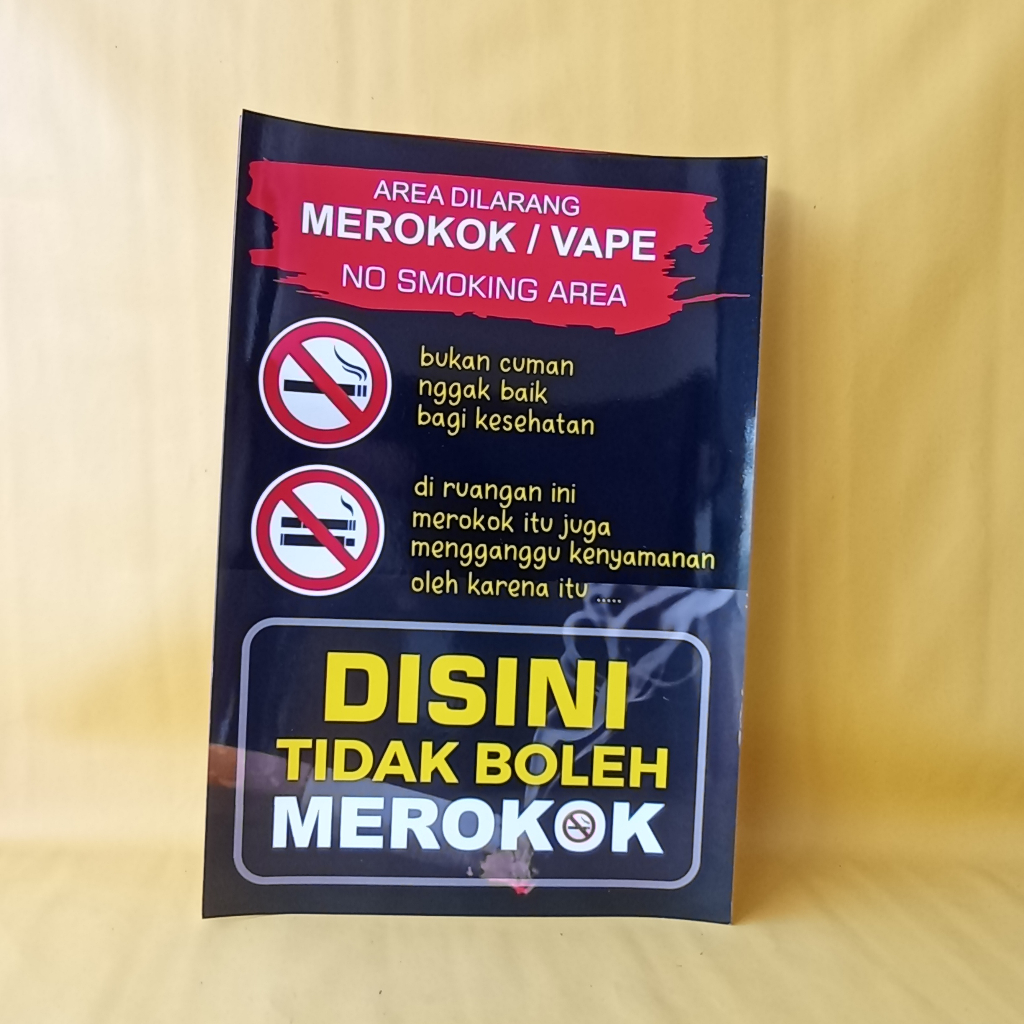 AREA DILARANG
MEROKOK / VAPE
NO SMOKING AREA
bukan cuman
nggak baik
bagi kesehatan
di ruangan ini
merokok itu juga
mengganggu kenyamanan
oleh karena itu .....
DISINI
TIDAK BOLEH
MEROKOK